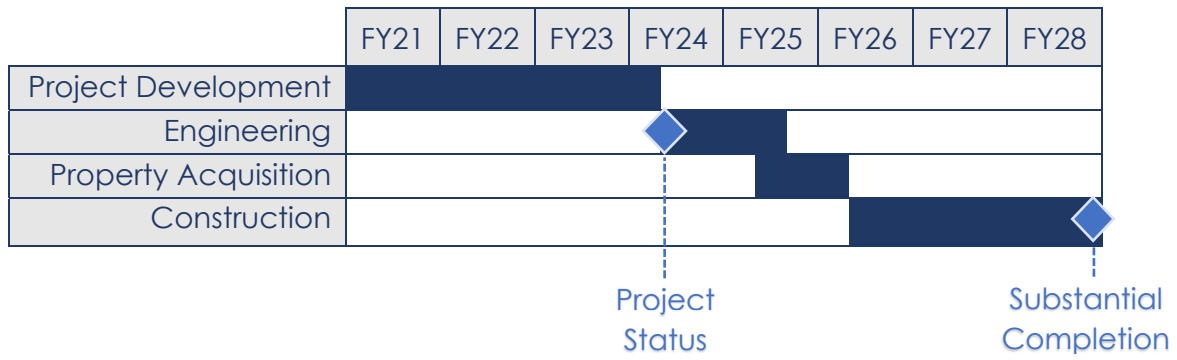 FY21 FY22 FY23 FY24 FY25 FY26 FY27 FY28
Project Development
Engineering
Property Acquisition
Construction
Project
Status
Substantial
Completion